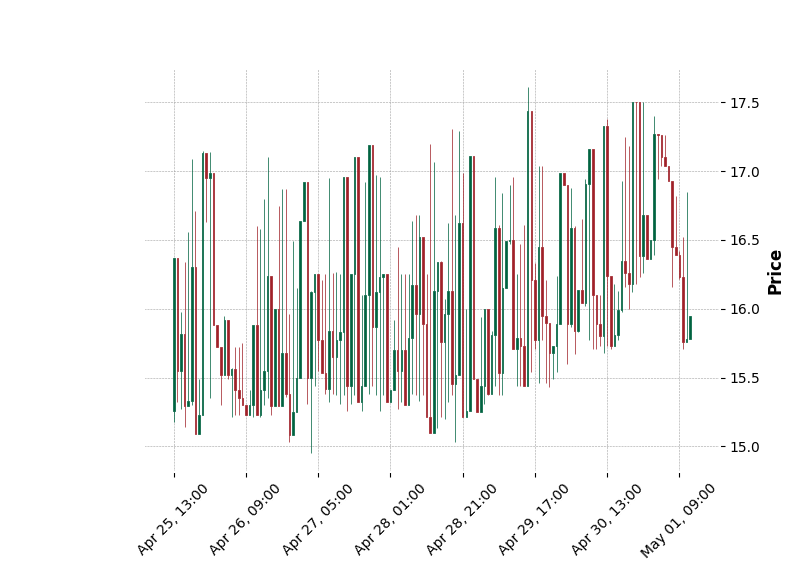 17.5
17.0
16.5
16.0
15.5
15.0
Price
Apr 25, 13:00
Apr 26, 09:00
Apr 27, 05:00
Apr 28, 01:00
Apr 28, 21:00
Apr 29, 17:00
Apr 30, 13:00
May 01, 09:00